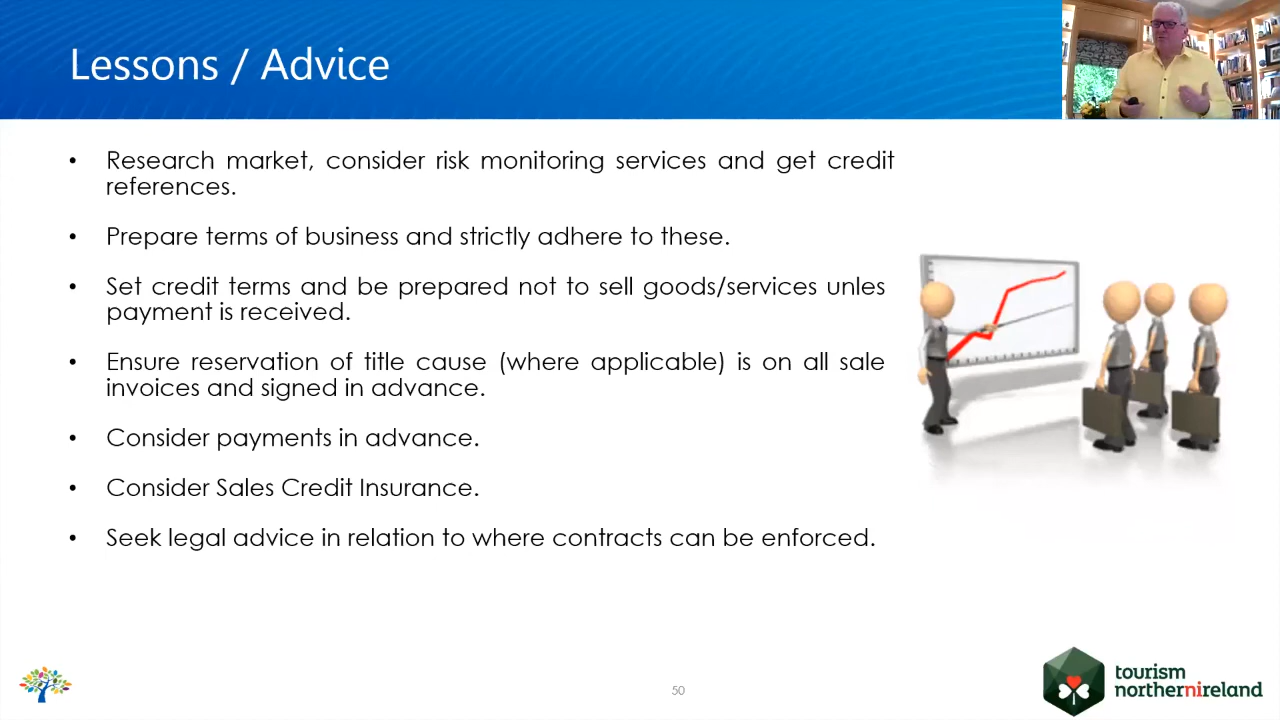 Lessons / Advice
• Research market, consider risk monitoring services and get credit
references.
• Prepare terms of business and strictly adhere to these.
• Set credit terms and be prepared not to sell goods/services unles
payment is received.
• Ensure reservation of title cause (where applicable) is on all sale
invoices and signed in advance.
• Consider payments in advance.
• Consider Sales Credit Insurance.
• Seek legal advice in relation to where contracts can be enforced.
50
tourism
northernireland